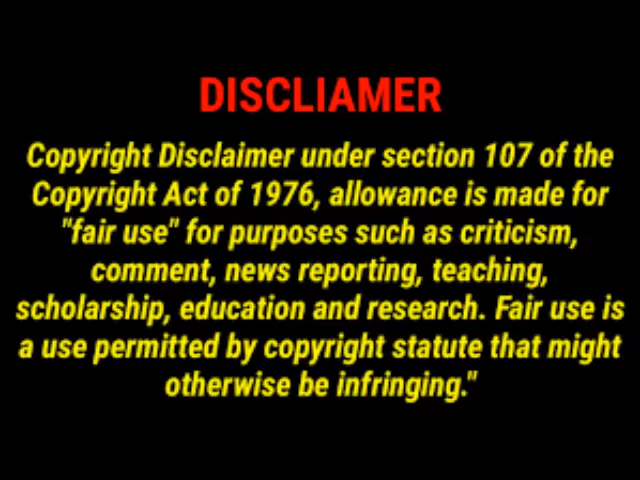 DISCLIAMER
Copyright Disclaimer under section 107 of the
Copyright Act of 1976, allowance is made for
"fair use" for purposes such as criticism,
comment, news reporting, teaching,
scholarship, education and research. Fair use is
a use permitted by copyright statute that might
otherwise be infringing."